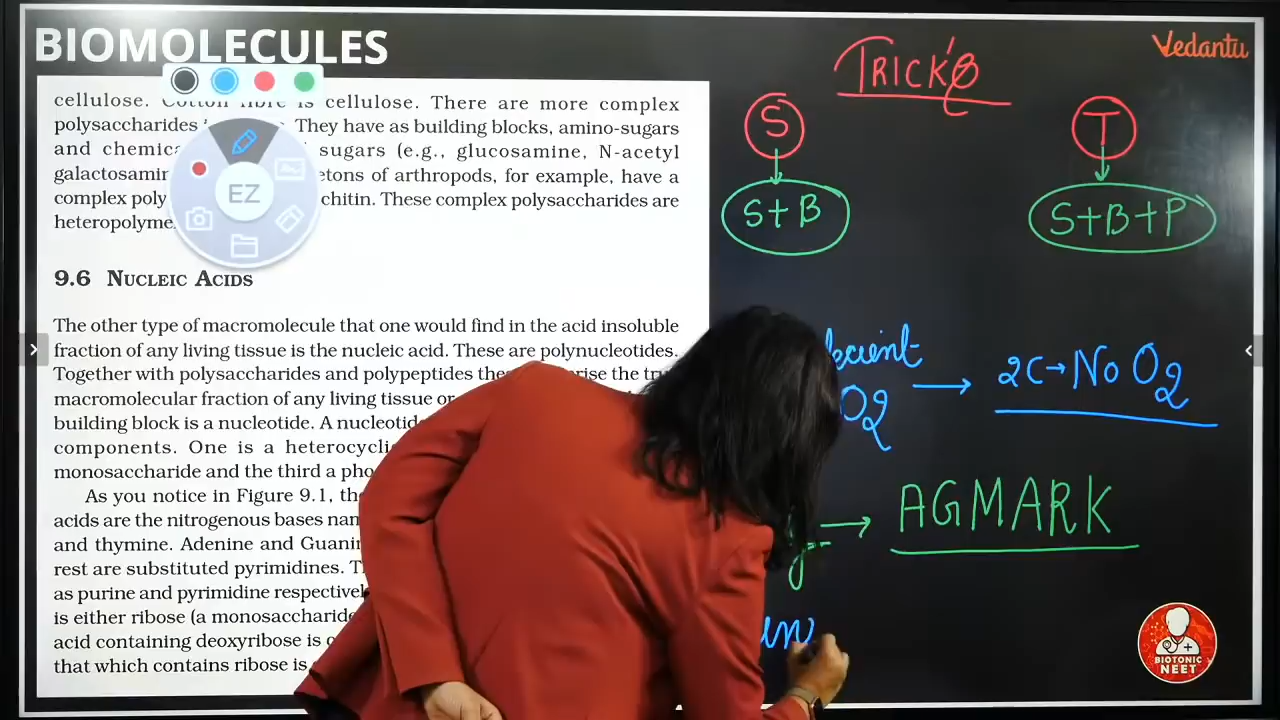 BIOMOLECULES
TRICK'S
Vedantu
cellulose. Cotton fibre is cellulose. There are more complex
polysaccharides They have as building blocks, amino-sugars
and chemica sugars (e.g., glucosamine, N-acetyl
galactosamin etons of arthropods, for example, have a
complex poly chitin. These complex polysaccharides are
heteropolyme
EZ
9.6 NUCLEIC ACIDS
The other type of macromolecule that one would find in the acid insoluble
fraction of any living tissue is the nucleic acid. These are polynucleotides.
Together with polysaccharides and polypeptides the rise the tr
macromolecular fraction of any living tissue or
building block is a nucleotide. A nucleotid
components. One is a heterocycli
monosaccharide and the third a pho
As you notice in Figure 9.1, the
acids are the nitrogenous bases nam
and thymine. Adenine and Guanin
rest are substituted pyrimidines. T
as purine and pyrimidine respectivel
is either ribose (a monosaccharide
acid containing deoxyribose is
that which contains ribose is
S
T
S+B
S+B+P
O2 → 2C→No O2
→ AGMARK
BIOTONIC
NEET